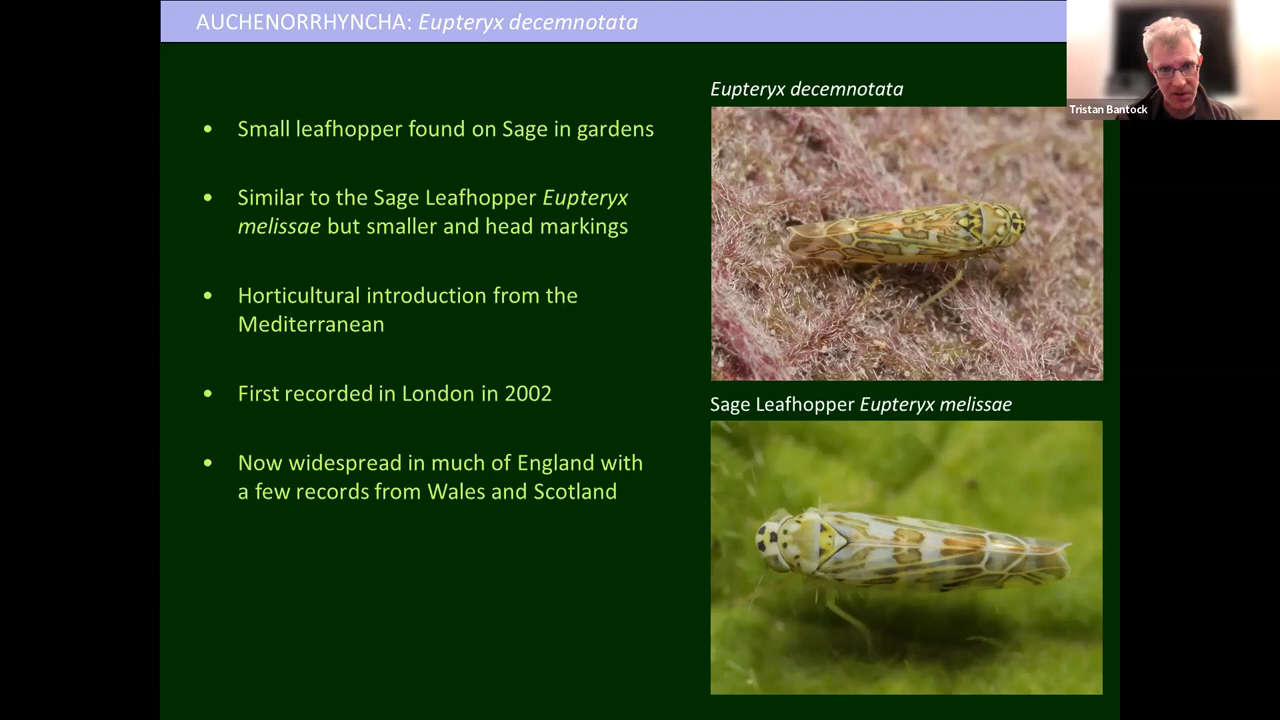 AUCHENORRHYNCHA: Eupteryx decemnotata
Tristan Bantock
Eupteryx decemnotata
• Small leafhopper found on Sage in gardens
• Similar to the Sage Leafhopper Eupteryx
melissae but smaller and head markings
• Horticultural introduction from the
Mediterranean
• First recorded in London in 2002
• Now widespread in much of England with
a few records from Wales and Scotland
Sage Leafhopper Eupteryx melissae